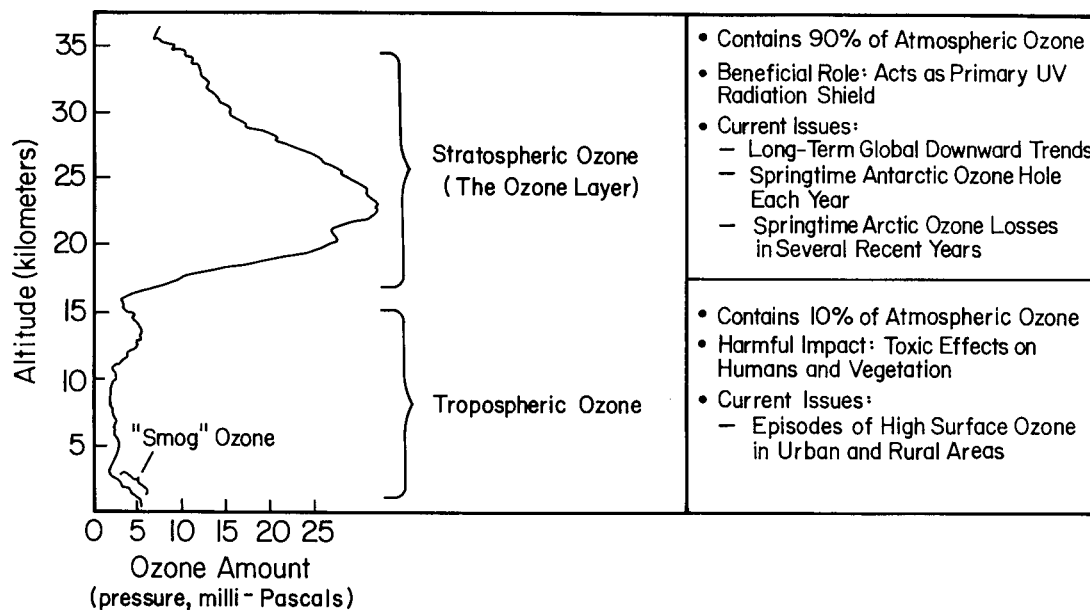 35
30
25
20
15
10
5
Altitude (kilometers)
0 5 10 15 20 25
Ozone Amount
(pressure, milli-Pascals)
"Smog" Ozone
Stratospheric Ozone
(The Ozone Layer)
Tropospheric Ozone
• Contains 90% of Atmospheric Ozone
• Beneficial Role: Acts as Primary UV
Radiation Shield
• Current Issues:
– Long-Term Global Downward Trends
– Springtime Antarctic Ozone Hole
Each Year
– Springtime Arctic Ozone Losses
in Several Recent Years
• Contains 10% of Atmospheric Ozone
• Harmful Impact: Toxic Effects on
Humans and Vegetation
• Current Issues:
– Episodes of High Surface Ozone
in Urban and Rural Areas